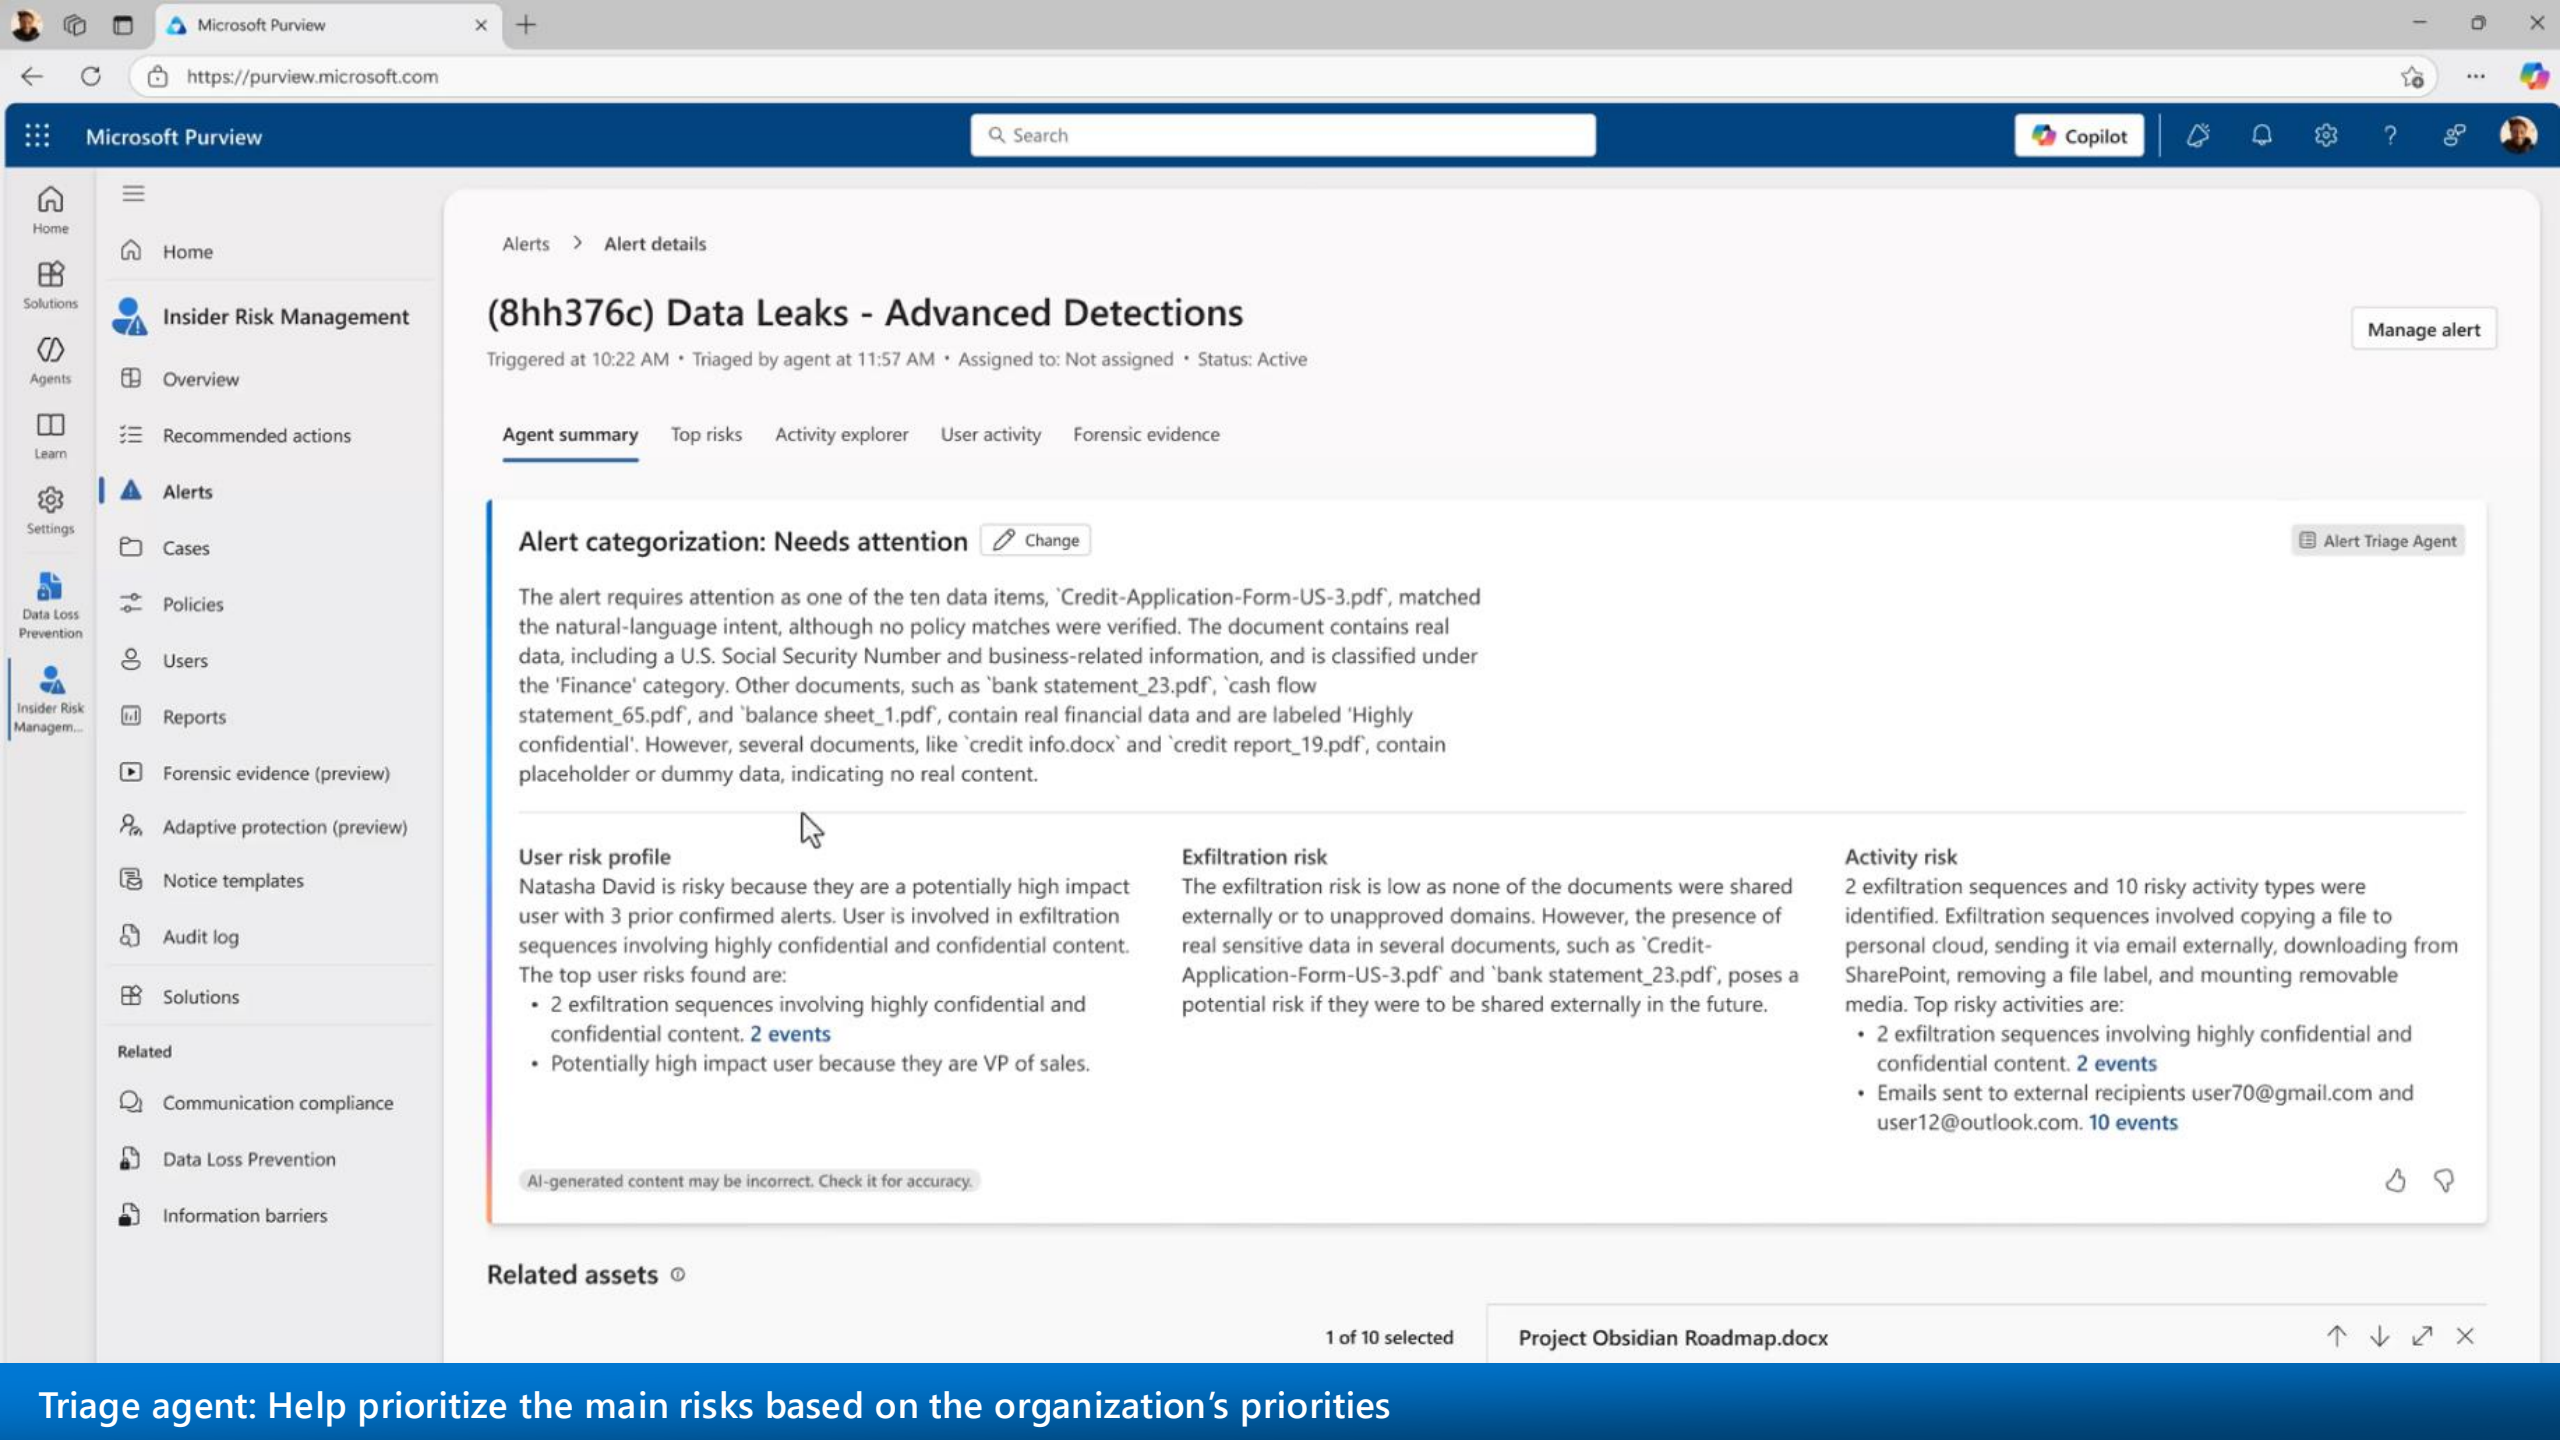 Microsoft Purview
https://purview.microsoft.com
Microsoft Purview
Search
Copilot
Home
Solutions
Agents
Learn
Settings
Data Loss
Prevention
Insider Risk
Managem...
Home
Insider Risk Management
Overview
Recommended actions
Alerts
Cases
Policies
Users
Reports
Forensic evidence (preview)
Adaptive protection (preview)
Notice templates
Audit log
Solutions
Related
Communication compliance
Data Loss Prevention
Information barriers
Alerts > Alert details
(8hh376c) Data Leaks - Advanced Detections
Manage alert
Triggered at 10:22 AM • Triaged by agent at 11:57 AM • Assigned to: Not assigned • Status: Active
Agent summary Top risks Activity explorer User activity Forensic evidence
Alert categorization: Needs attention Change
Alert Triage Agent
The alert requires attention as one of the ten data items, `Credit-Application-Form-US-3.pdf`, matched
the natural-language intent, although no policy matches were verified. The document contains real
data, including a U.S. Social Security Number and business-related information, and is classified under
the 'Finance' category. Other documents, such as `bank statement_23.pdf`, `cash flow
statement_65.pdf`, and `balance sheet_1.pdf`, contain real financial data and are labeled 'Highly
confidential'. However, several documents, like `credit info.docx` and `credit report_19.pdf`, contain
placeholder or dummy data, indicating no real content.
User risk profile
Natasha David is risky because they are a potentially high impact
user with 3 prior confirmed alerts. User is involved in exfiltration
sequences involving highly confidential and confidential content.
The top user risks found are:
• 2 exfiltration sequences involving highly confidential and
confidential content. 2 events
• Potentially high impact user because they are VP of sales.
Exfiltration risk
The exfiltration risk is low as none of the documents were shared
externally or to unapproved domains. However, the presence of
real sensitive data in several documents, such as `Credit-
Application-Form-US-3.pdf` and `bank statement_23.pdf`, poses a
potential risk if they were to be shared externally in the future.
Activity risk
2 exfiltration sequences and 10 risky activity types were
identified. Exfiltration sequences involved copying a file to
personal cloud, sending it via email externally, downloading from
SharePoint, removing a file label, and mounting removable
media. Top risky activities are:
• 2 exfiltration sequences involving highly confidential and
confidential content. 2 events
• Emails sent to external recipients user70@gmail.com and
user12@outlook.com. 10 events
AI-generated content may be incorrect. Check it for accuracy.
Related assets
1 of 10 selected
Project Obsidian Roadmap.docx
Triage agent: Help prioritize the main risks based on the organization’s priorities